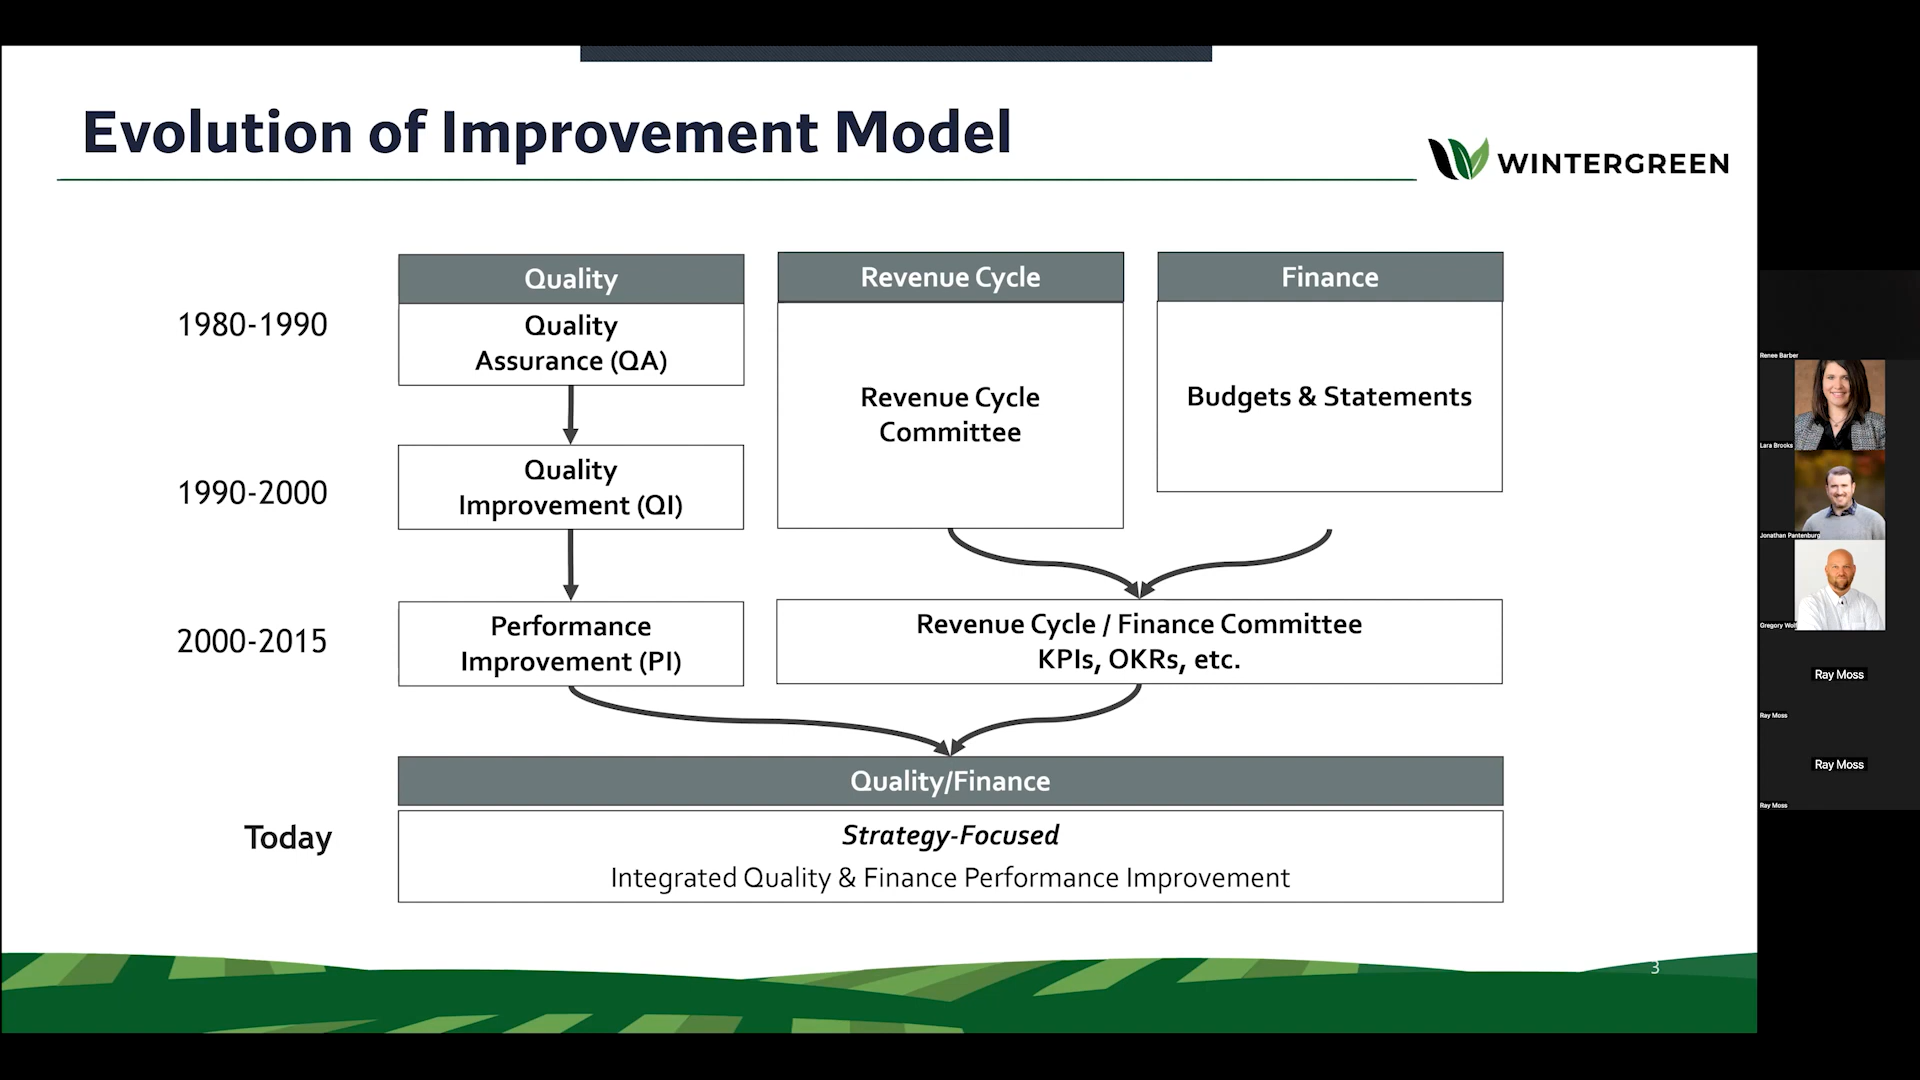 Evolution of Improvement Model
WINTERGREEN
Quality
Revenue Cycle
Finance
1980-1990
Quality
Assurance (QA)
Revenue Cycle
Committee
Budgets & Statements
1990-2000
Quality
Improvement (QI)
2000-2015
Performance
Improvement (PI)
Revenue Cycle / Finance Committee
KPIs, OKRs, etc.
Quality/Finance
Today
Strategy-Focused
Integrated Quality & Finance Performance Improvement
3
Renee Barber
Lara Brooks
Jonathan Pantenburg
Gregory Wolf
Ray Moss
Ray Moss
Ray Moss
Ray Moss